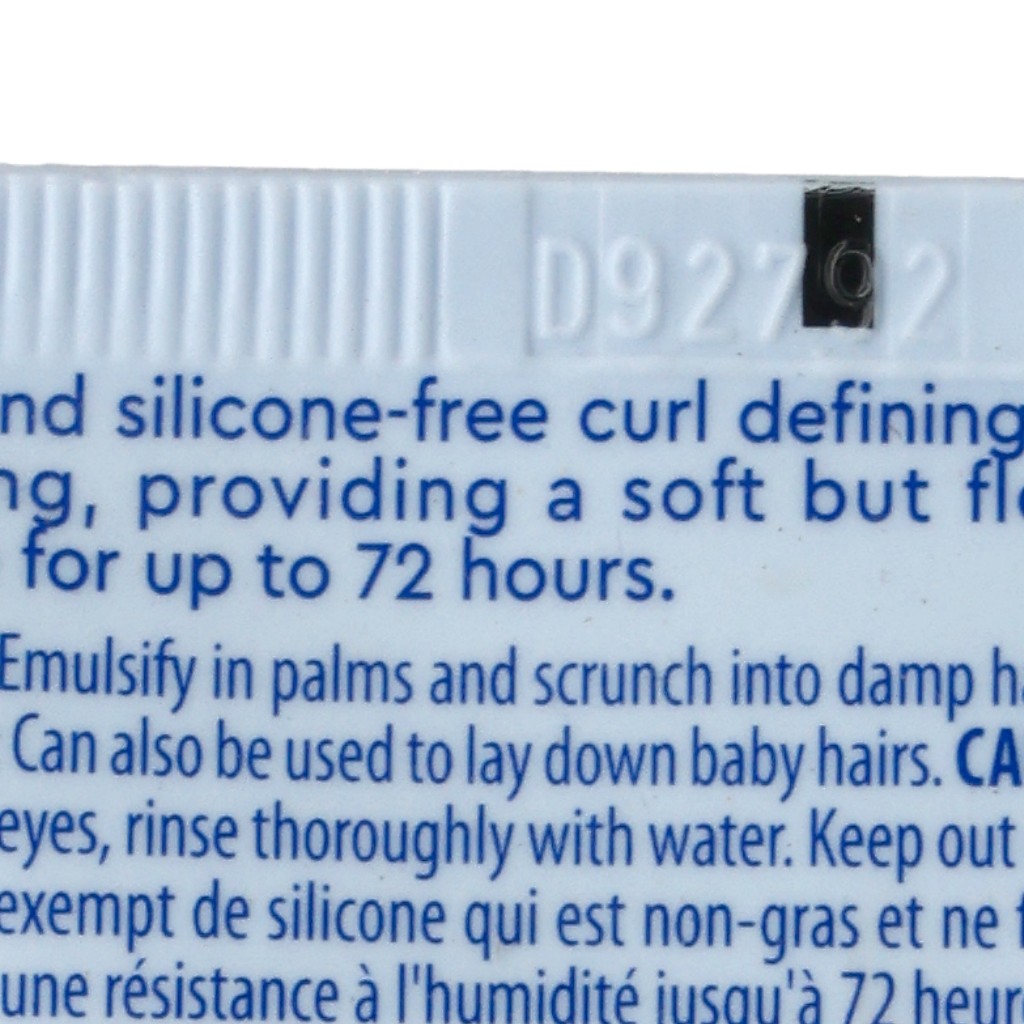 D92792
nd silicone-free curl defining
ng, providing a soft but
for up to 72 hours.
Emulsify in palms and scrunch into damp
Can also be used to lay down baby hairs. CA
eyes, rinse thoroughly with water. Keep out
exempt de silicone qui est non-gras et ne
une résistance à l'humidité jusqu'à 72 heur